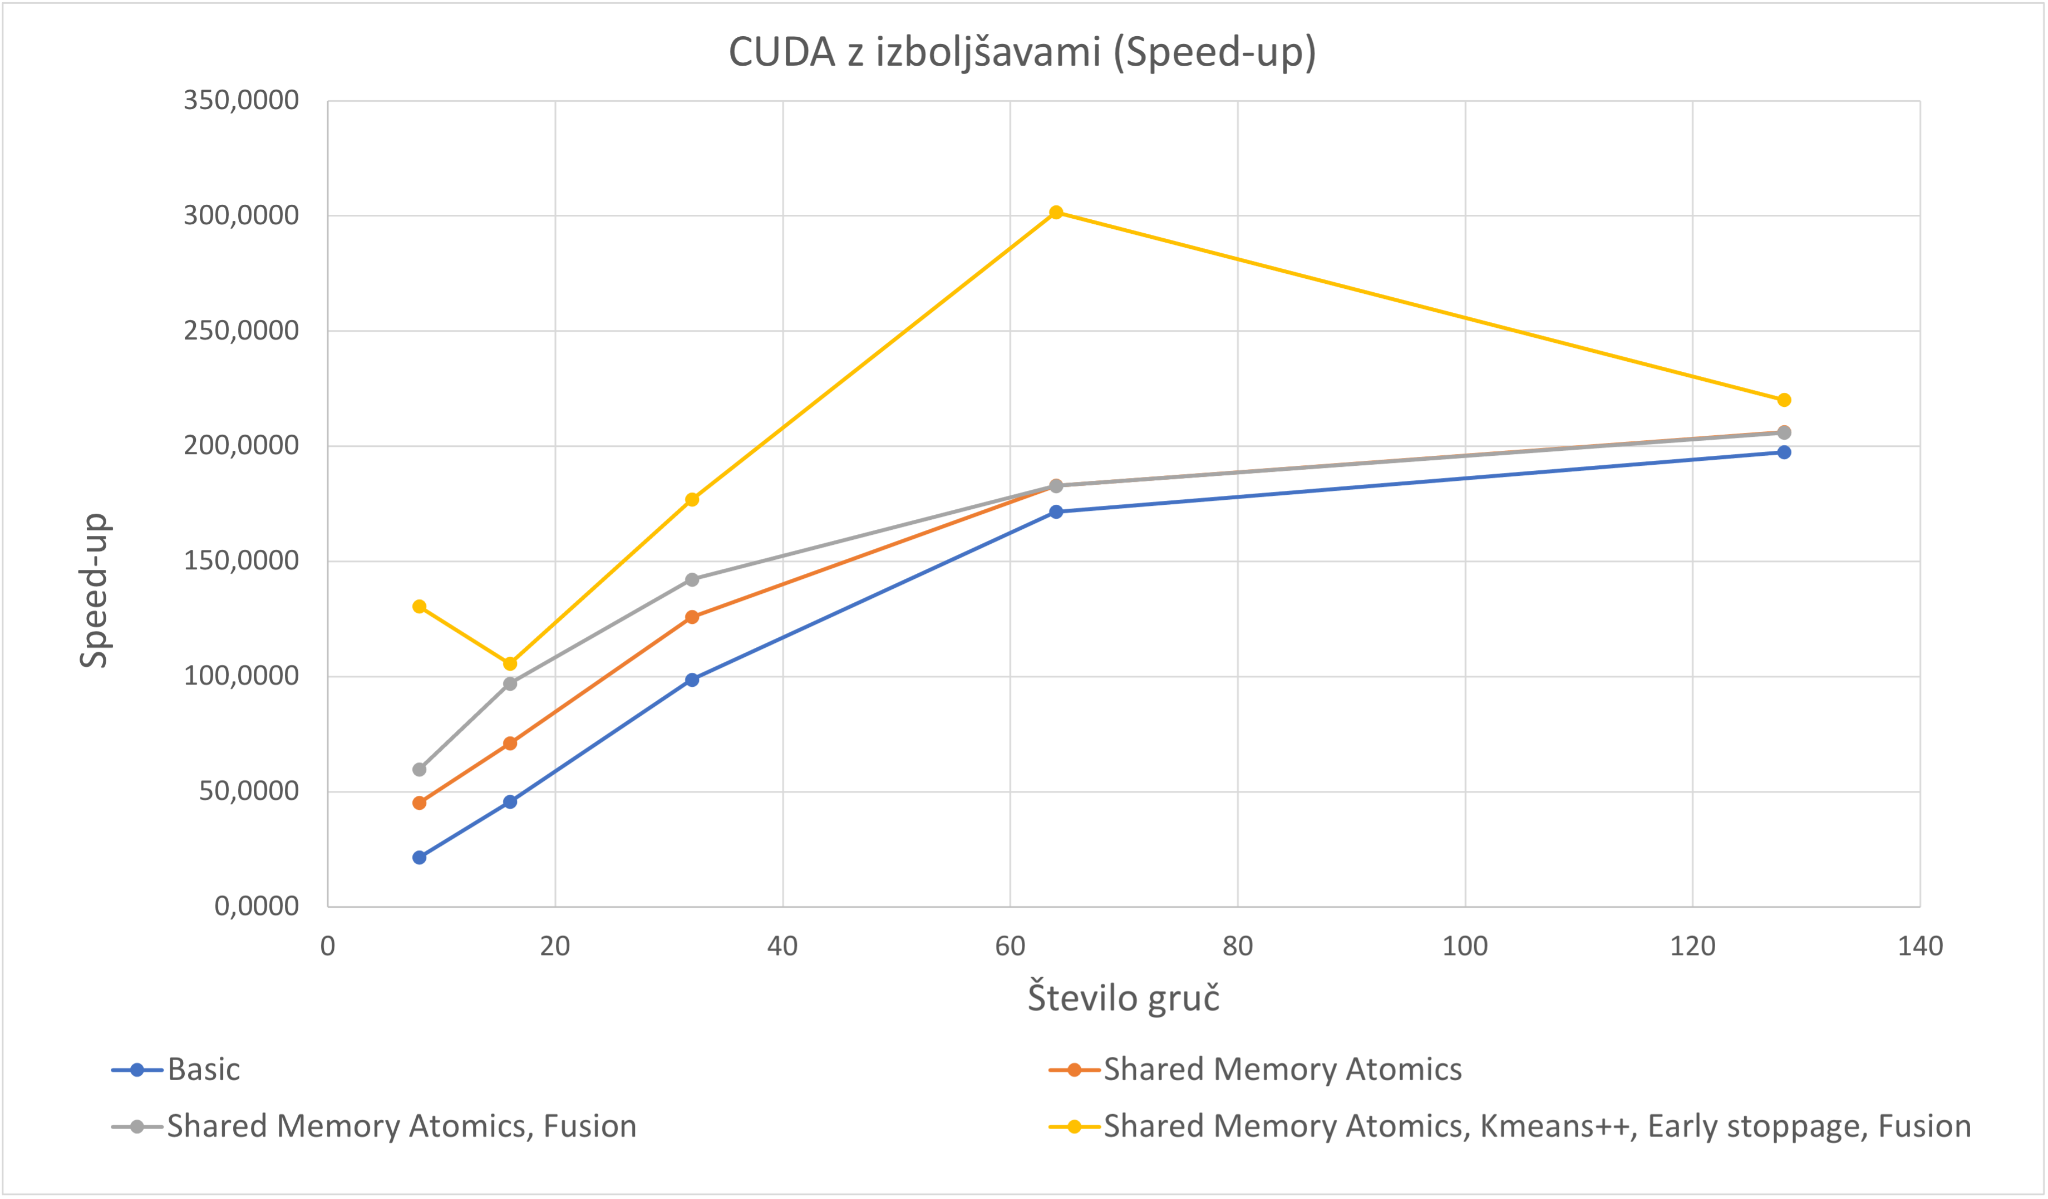 CUDA z izboljšavami (Speed-up)
350,0000
300,0000
250,0000
200,0000
150,0000
100,0000
50,0000
0,0000
Speed-up
0 20 40 60 80 100 120 140
Število gruč
Basic
Shared Memory Atomics
Shared Memory Atomics, Fusion
Shared Memory Atomics, Kmeans++, Early stoppage, Fusion